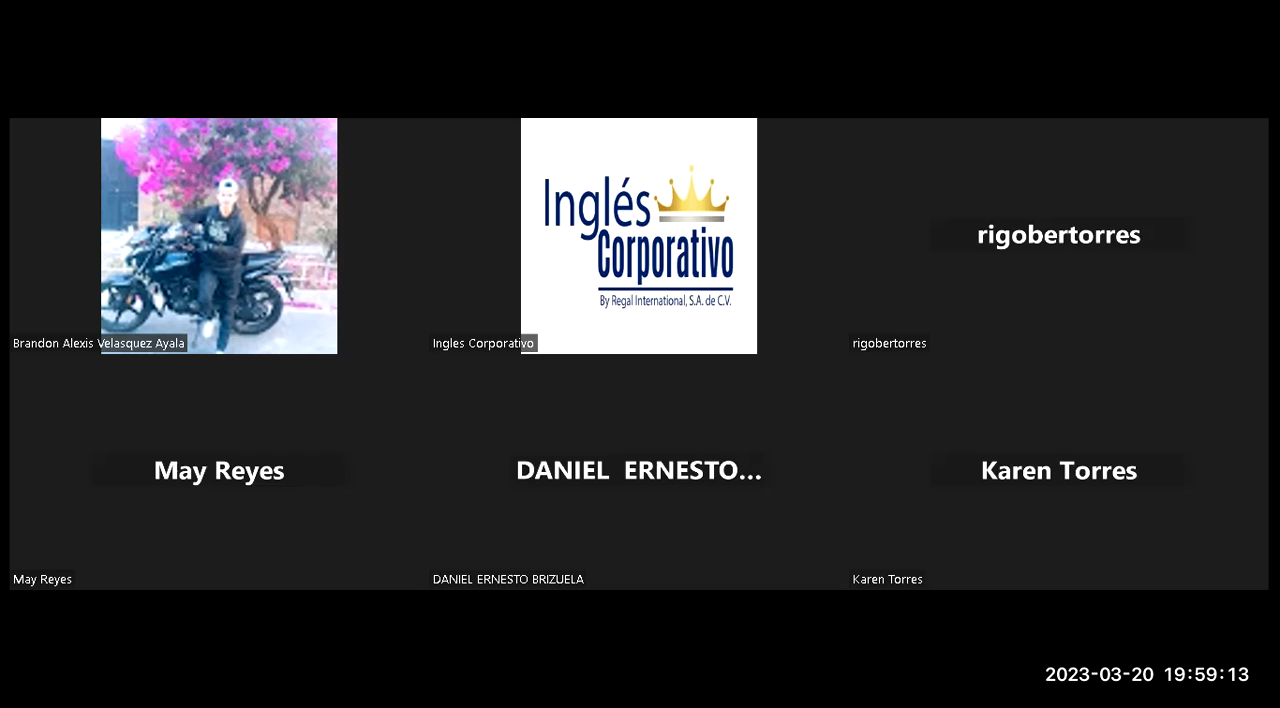 Inglés
Corporativo
By Regal International, S.A. de C.V.
rigobertorres
Brandon Alexis Velasquez Ayala
Ingles Corporativo
rigobertorres
May Reyes
DANIEL ERNESTO...
Karen Torres
May Reyes
DANIEL ERNESTO BRIZUELA
Karen Torres
2023-03-20 19:59:13